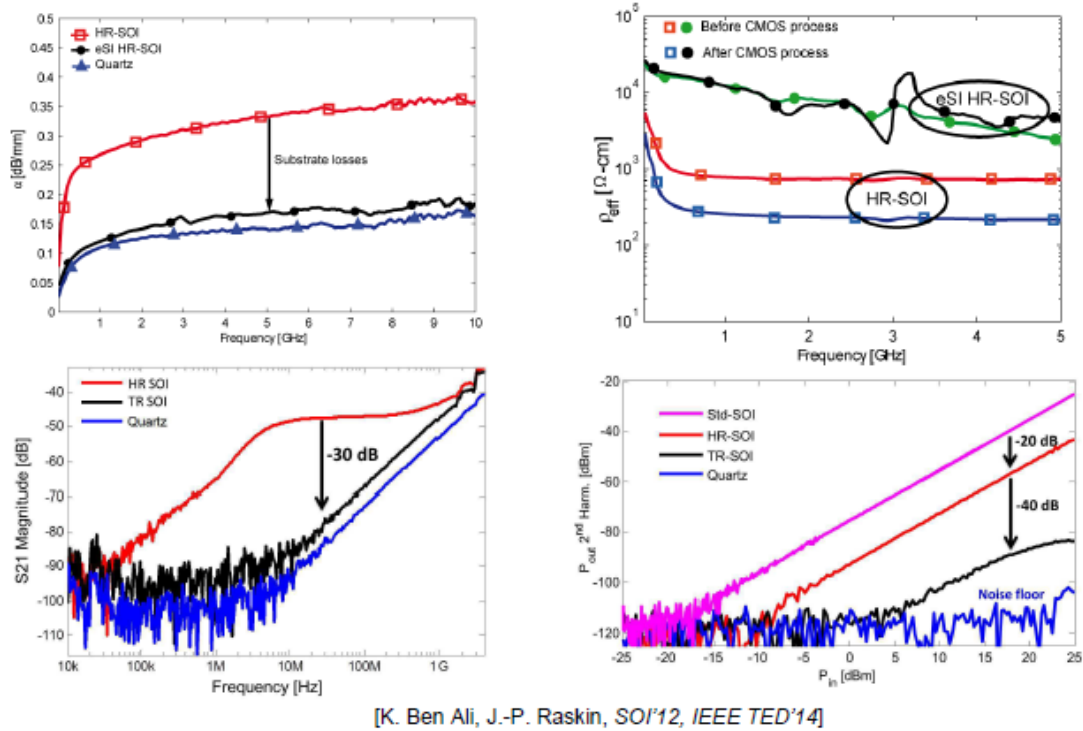 0.5
0.45
0.4
0.35
0.3
0.25
0.2
0.15
0.1
0.05
0
α [dB/mm]
HR-SOI
eSI HR-SOI
Quartz
Substrate losses
1 2 3 4 5 6 7 8 9 10
Frequency [GHz]
10^5
10^4
10^3
10^2
10^1
ρeff [Ω-cm]
Before CMOS process
After CMOS process
eSI HR-SOI
HR-SOI
1 2 3 4 5
Frequency [GHz]
-40
-50
-60
-70
-80
-90
-100
-110
S21 Magnitude [dB]
HR SOI
TR SOI
Quartz
-30 dB
10k 100k 1M 10M 100M 1G
Frequency [Hz]
-20
-40
-60
-80
-100
-120
Pout 2nd Harm. [dBm]
Std-SOI
HR-SOI
TR-SOI
Quartz
-20 dB
-40 dB
Noise floor
-25 -20 -15 -10 -5 0 5 10 15 20 25
Pin [dBm]
[K. Ben Ali, J.-P. Raskin, SOI'12, IEEE TED'14]